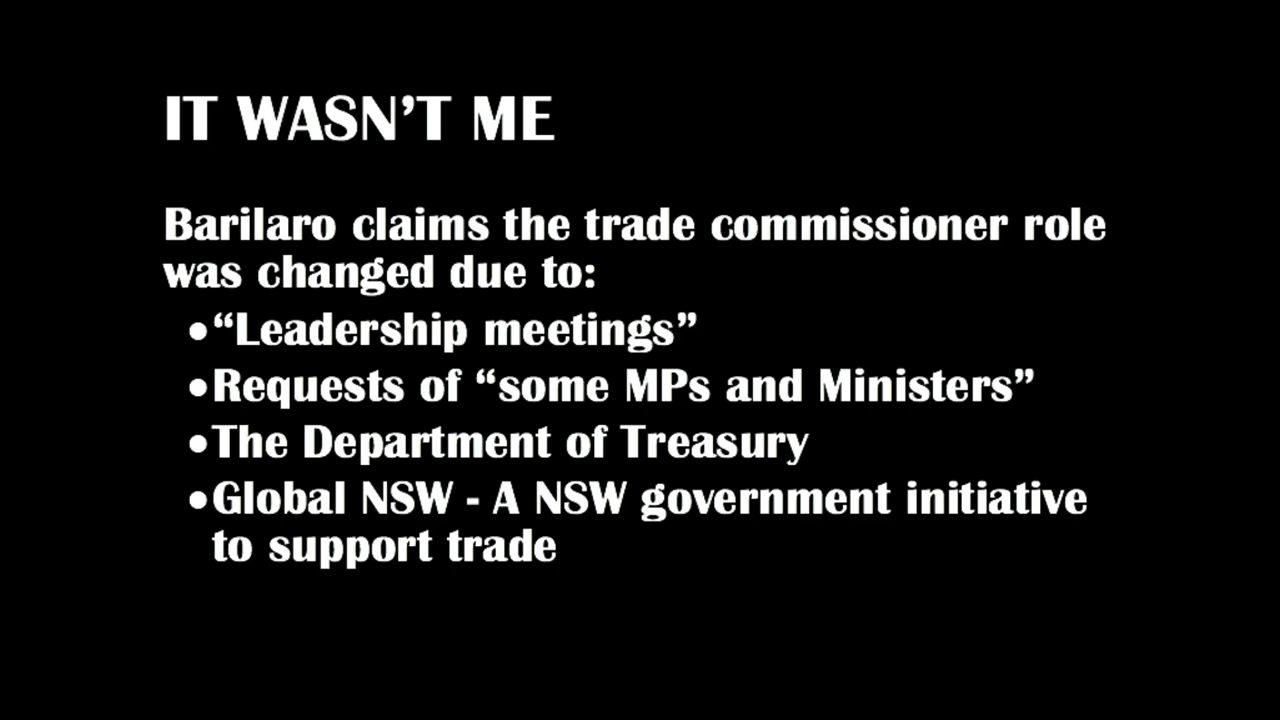 IT WASN’T ME
Barilaro claims the trade commissioner role
was changed due to:
•“Leadership meetings”
•Requests of “some MPs and Ministers”
•The Department of Treasury
•Global NSW - A NSW government initiative
to support trade